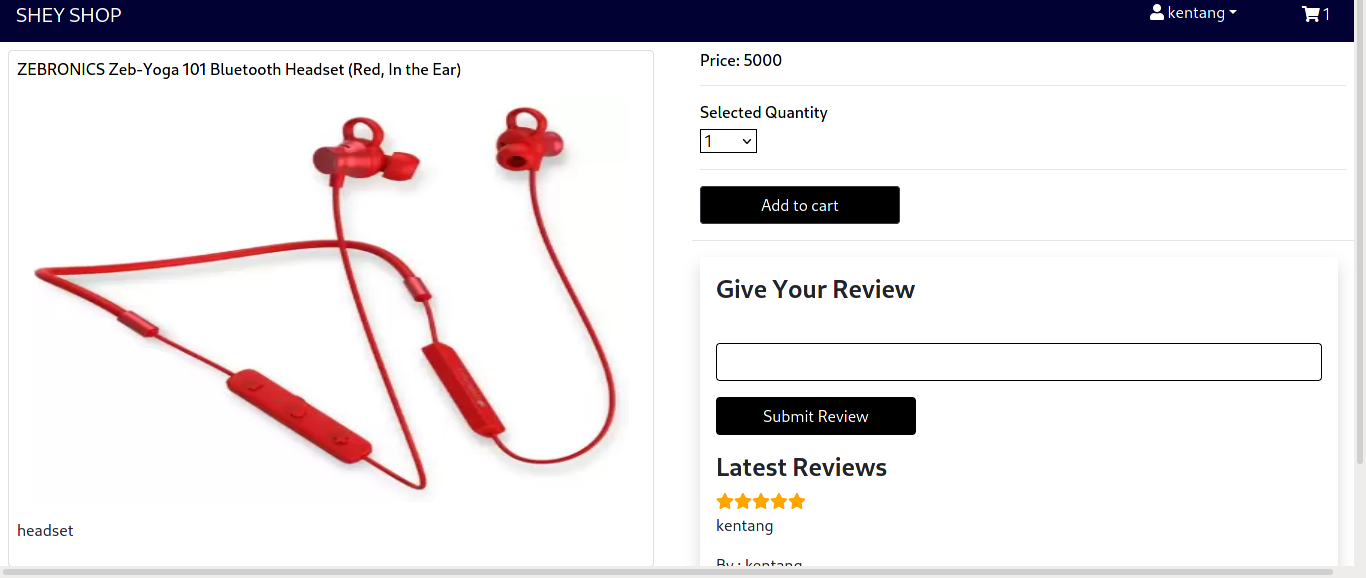 SHEY SHOP
kentang
1
ZEBRONICS Zeb-Yoga 101 Bluetooth Headset (Red, In the Ear)
headset
Price: 5000
Selected Quantity
1
Add to cart
Give Your Review
Submit Review
Latest Reviews
kentang
By : kentang